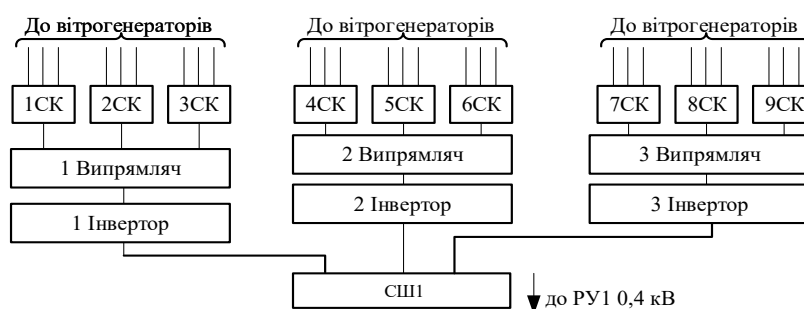 До вітрогенераторів
До вітрогенераторів
До вітрогенераторів
1СК 2СК 3СК
4СК 5СК 6СК
7СК 8СК 9СК
1 Випрямляч
2 Випрямляч
3 Випрямляч
1 Інвертор
2 Інвертор
3 Інвертор
СШ1
до РУ1 0,4 кВ